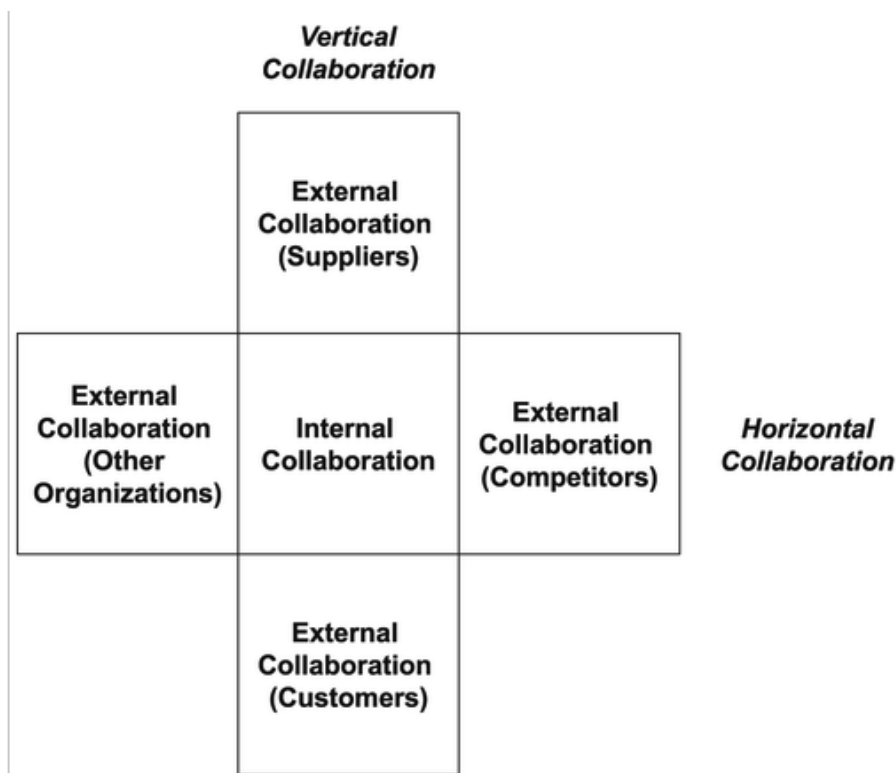 Vertical
Collaboration
External
Collaboration
(Suppliers)
External
Collaboration
(Other
Organizations)
Internal
Collaboration
External
Collaboration
(Competitors)
Horizontal
Collaboration
External
Collaboration
(Customers)